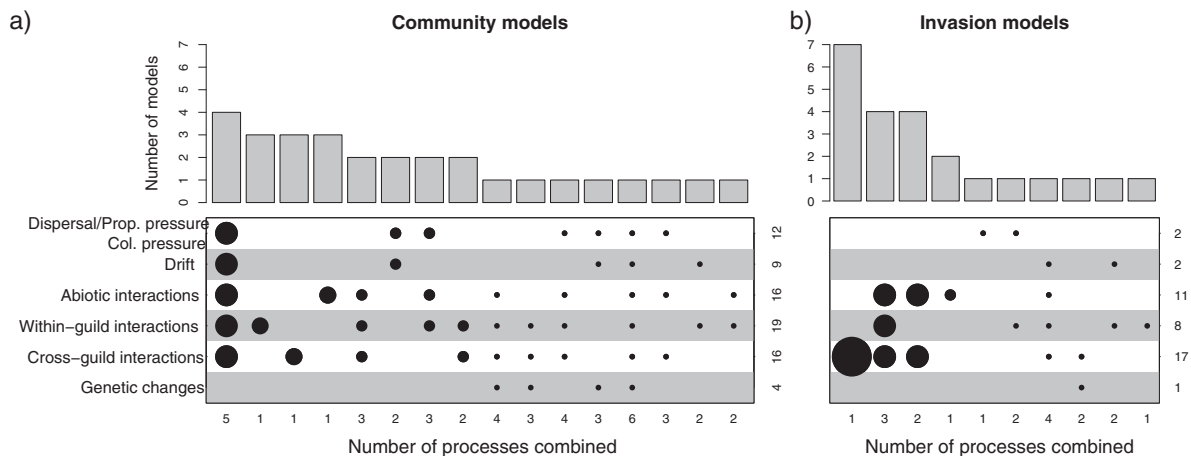 a)
Community models
Number of models
7
6
5
4
3
2
1
0
Dispersal/Prop. pressure
Col. pressure
Drift
Abiotic interactions
Within−guild interactions
Cross−guild interactions
Genetic changes
12
9
16
19
16
4
5 1 1 1 3 2 3 2 4 3 4 3 6 3 2 2
Number of processes combined
b)
Invasion models
7
6
5
4
3
2
1
0
2
2
11
8
17
1
1 3 2 1 1 2 4 2 2 1
Number of processes combined